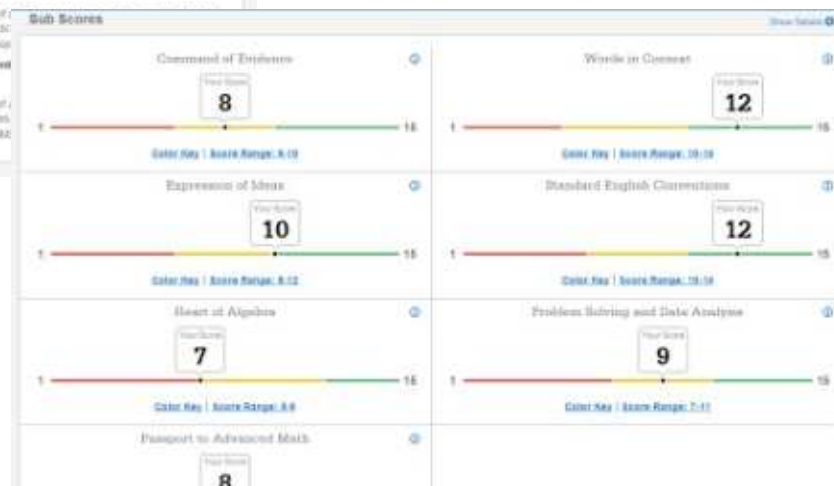 Sub Scores
Show Details
Command of Evidence
Your Score
8
1
15
Color Key | Score Range: 6-10
Words in Context
Your Score
12
1
15
Color Key | Score Range: 10-14
Expression of Ideas
Your Score
10
1
15
Color Key | Score Range: 8-12
Standard English Conventions
Your Score
12
1
15
Color Key | Score Range: 10-14
Heart of Algebra
Your Score
7
1
15
Color Key | Score Range:
Problem Solving and Data Analysis
Your Score
9
1
15
Color Key | Score Range: 7-11
Passport to Advanced Math
Your Score
8